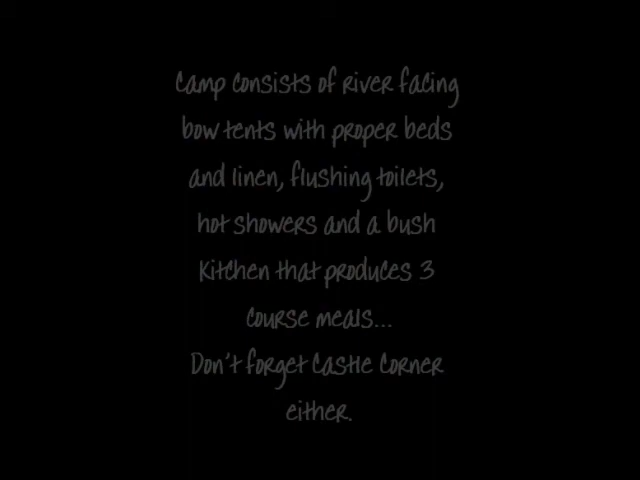 Camp consists of river facing
bow tents with proper beds
and linen, flushing toilets,
hot showers and a bush
kitchen that produces 3
course meals...
Don't forget Castle Corner
either.